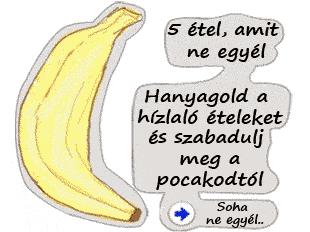 5 étel, amit
ne egyél
Hanyagold a
hízlaló ételeket
és szabadulj
meg a
pocakodtól
Soha
ne egyél..